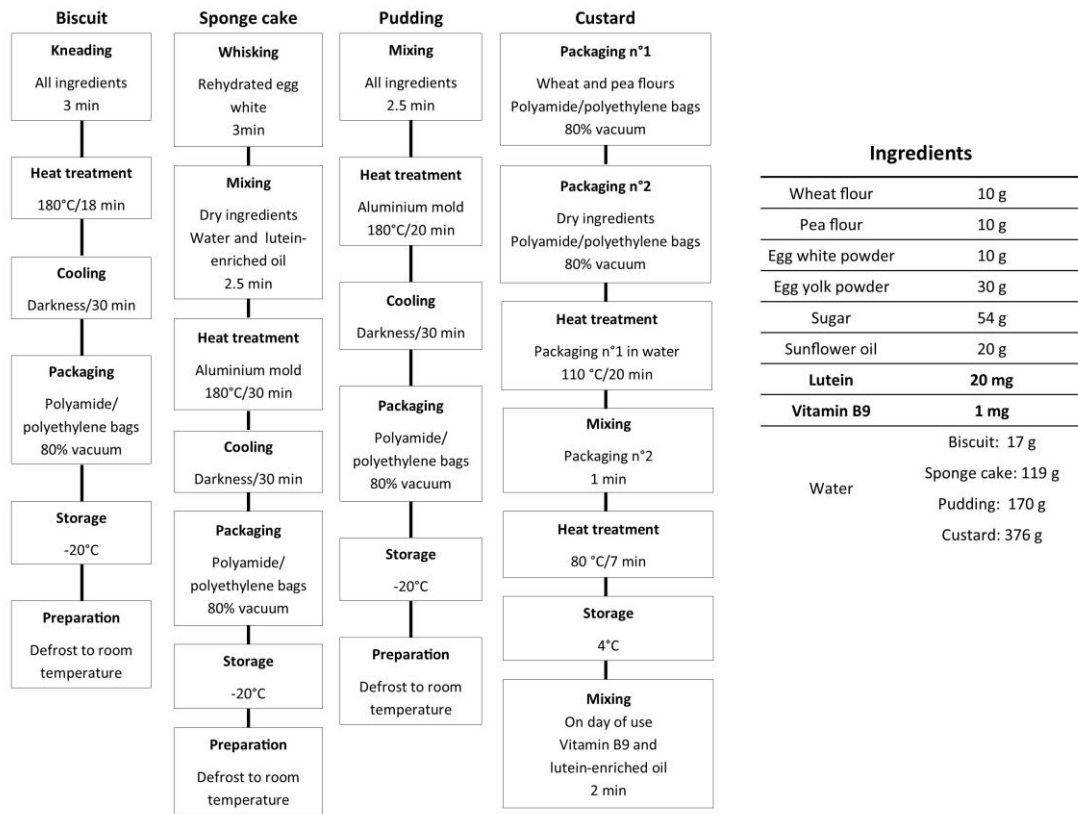 Biscuit
Kneading
All ingredients
3 min
Heat treatment
180°C/18 min
Cooling
Darkness/30 min
Packaging
Polyamide/
polyethylene bags
80% vacuum
Storage
-20°C
Preparation
Defrost to room
temperature
Sponge cake
Whisking
Rehydrated egg
white
3min
Mixing
Dry ingredients
Water and lutein-
enriched oil
2.5 min
Heat treatment
Aluminium mold
180°C/30 min
Cooling
Darkness/30 min
Packaging
Polyamide/
polyethylene bags
80% vacuum
Storage
-20°C
Preparation
Defrost to room
temperature
Pudding
Mixing
All ingredients
2.5 min
Heat treatment
Aluminium mold
180°C/20 min
Cooling
Darkness/30 min
Packaging
Polyamide/
polyethylene bags
80% vacuum
Storage
-20°C
Preparation
Defrost to room
temperature
Custard
Packaging n°1
Wheat and pea flours
Polyamide/polyethylene bags
80% vacuum
Packaging n°2
Dry ingredients
Polyamide/polyethylene bags
80% vacuum
Heat treatment
Packaging n°1 in water
110 °C/20 min
Mixing
Packaging n°2
1 min
Heat treatment
80 °C/7 min
Storage
4°C
Mixing
On day of use
Vitamin B9 and
lutein-enriched oil
2 min
Ingredients
Wheat flour 10 g
Pea flour 10 g
Egg white powder 10 g
Egg yolk powder 30 g
Sugar 54 g
Sunflower oil 20 g
Lutein 20 mg
Vitamin B9 1 mg
Water
Biscuit: 17 g
Sponge cake: 119 g
Pudding: 170 g
Custard: 376 g